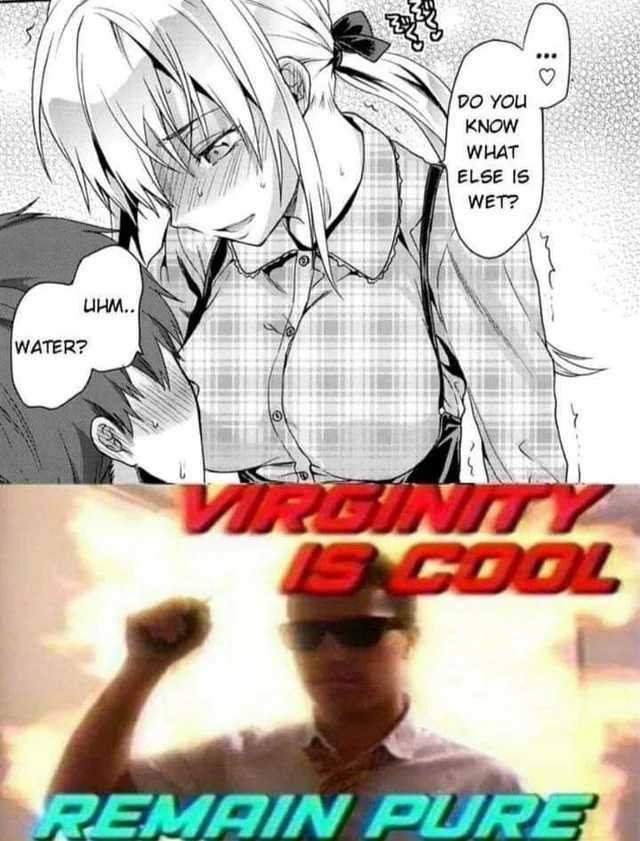 ...
♡
DO YOU
KNOW
WHAT
ELSE IS
WET?
UHM..
WATER?
VIRGINITY
IS COOL
REMAIN PURE